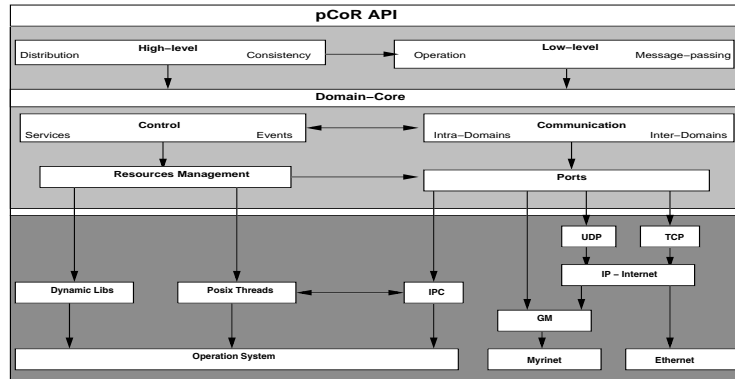 pCoR API
High−level
Distribution
Consistency
Low−level
Operation
Message−passing
Domain−Core
Control
Services
Events
Communication
Intra−Domains
Inter−Domains
Resources Management
Ports
UDP
TCP
IP − Internet
Dynamic Libs
Posix Threads
IPC
GM
Operation System
Myrinet
Ethernet